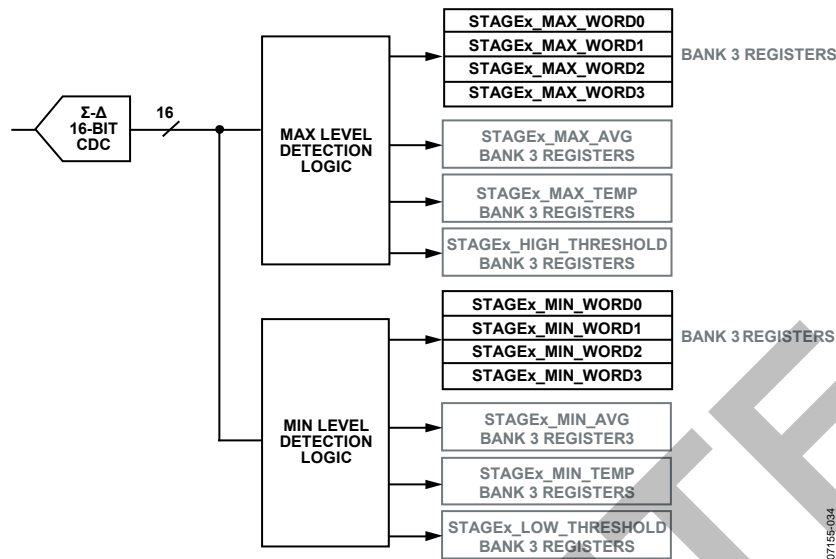 Σ-Δ
16-BIT
CDC
16
MAX LEVEL
DETECTION
LOGIC
STAGEx_MAX_WORD0
STAGEx_MAX_WORD1
STAGEx_MAX_WORD2
STAGEx_MAX_WORD3
BANK 3 REGISTERS
STAGEx_MAX_AVG
BANK 3 REGISTERS
STAGEx_MAX_TEMP
BANK 3 REGISTERS
STAGEx_HIGH_THRESHOLD
BANK 3 REGISTERS
MIN LEVEL
DETECTION
LOGIC
STAGEx_MIN_WORD0
STAGEx_MIN_WORD1
STAGEx_MIN_WORD2
STAGEx_MIN_WORD3
BANK 3 REGISTERS
STAGEx_MIN_AVG
BANK 3 REGISTER3
STAGEx_MIN_TEMP
BANK 3 REGISTERS
STAGEx_LOW_THRESHOLD
BANK 3 REGISTERS
07155-034